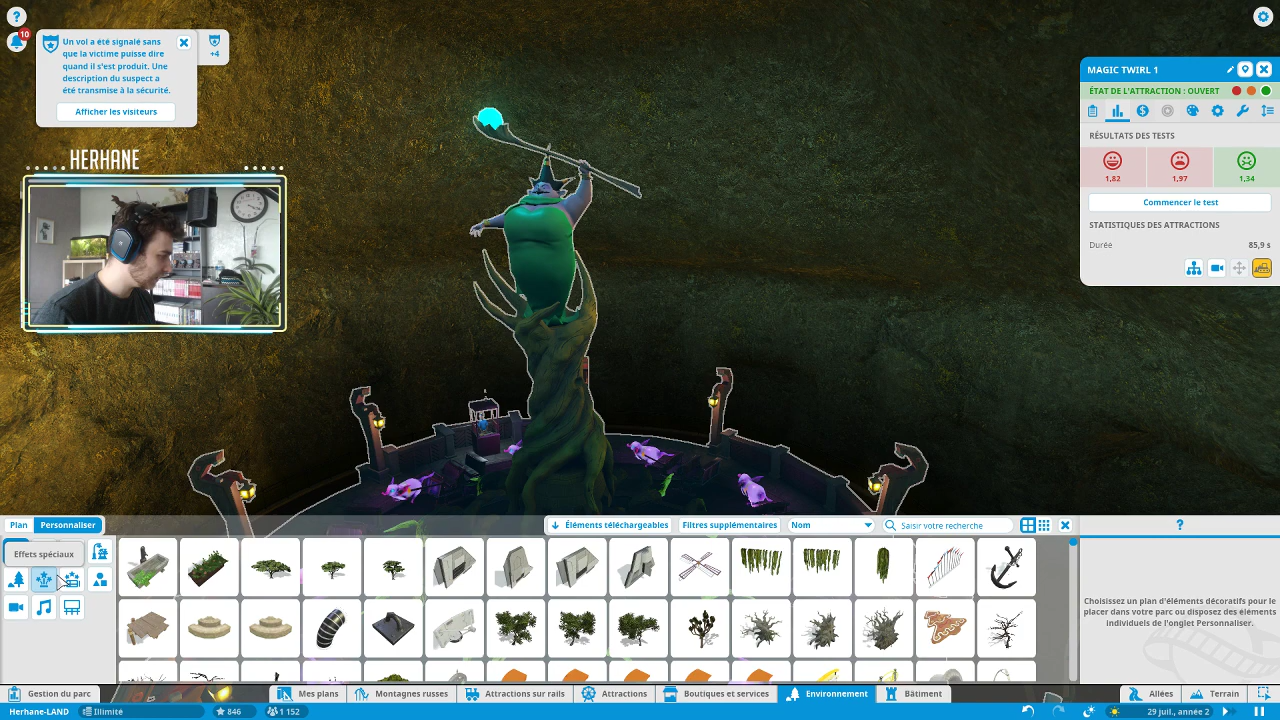 10
Un vol a été signalé sans
que la victime puisse dire
quand il s'est produit. Une
description du suspect a
été transmise à la sécurité.
Afficher les visiteurs
+4
HERHANE
MAGIC TWIRL 1
ÉTAT DE L'ATTRACTION : OUVERT
RÉSULTATS DES TESTS
1,82
1,97
1,34
Commencer le test
STATISTIQUES DES ATTRACTIONS
Durée
85,9 s
Plan
Personnaliser
Éléments téléchargeables
Filtres supplémentaires
Nom
Saisir votre recherche
?
Effets spéciaux
Choisissez un plan d'éléments décoratifs pour le
placer dans votre parc ou disposez des éléments
individuels de l'onglet Personnaliser.
Gestion du parc
Mes plans
Montagnes russes
Attractions sur rails
Attractions
Boutiques et services
Environnement
Bâtiment
Allées
Terrain
Herhane-LAND
Illimité
846
1 152
29 juil., année 2